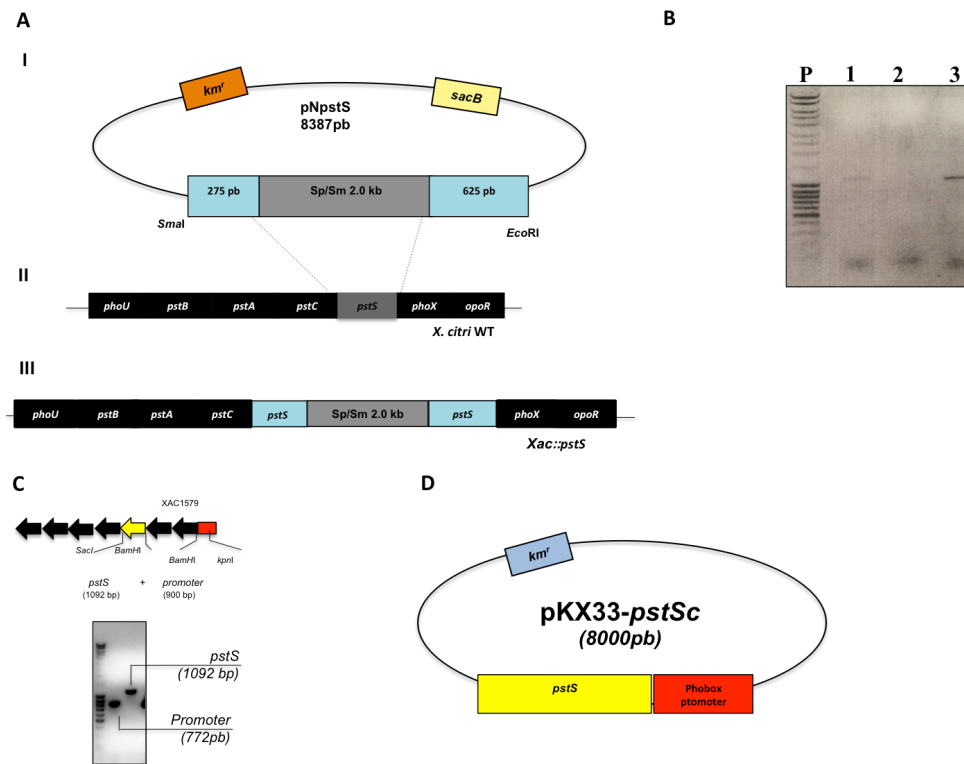 A
I
kmr
sacB
pNpstS
8387pb
275 pb
Sp/Sm 2.0 kb
625 pb
SmaI
EcoRI
II
phoU pstB pstA pstC pstS phoX opoR
X. citri WT
III
phoU pstB pstA pstC pstS Sp/Sm 2.0 kb pstS phoX opoR
Xac::pstS
B
P 1 2 3
C
XAC1579
SacI BamHI BamHI kpnI
pstS + promoter
(1092 bp) (900 bp)
pstS
(1092 bp)
Promoter
(772pb)
D
kmr
pKX33-pstSc
(8000pb)
pstS
Phobox
ptomoter